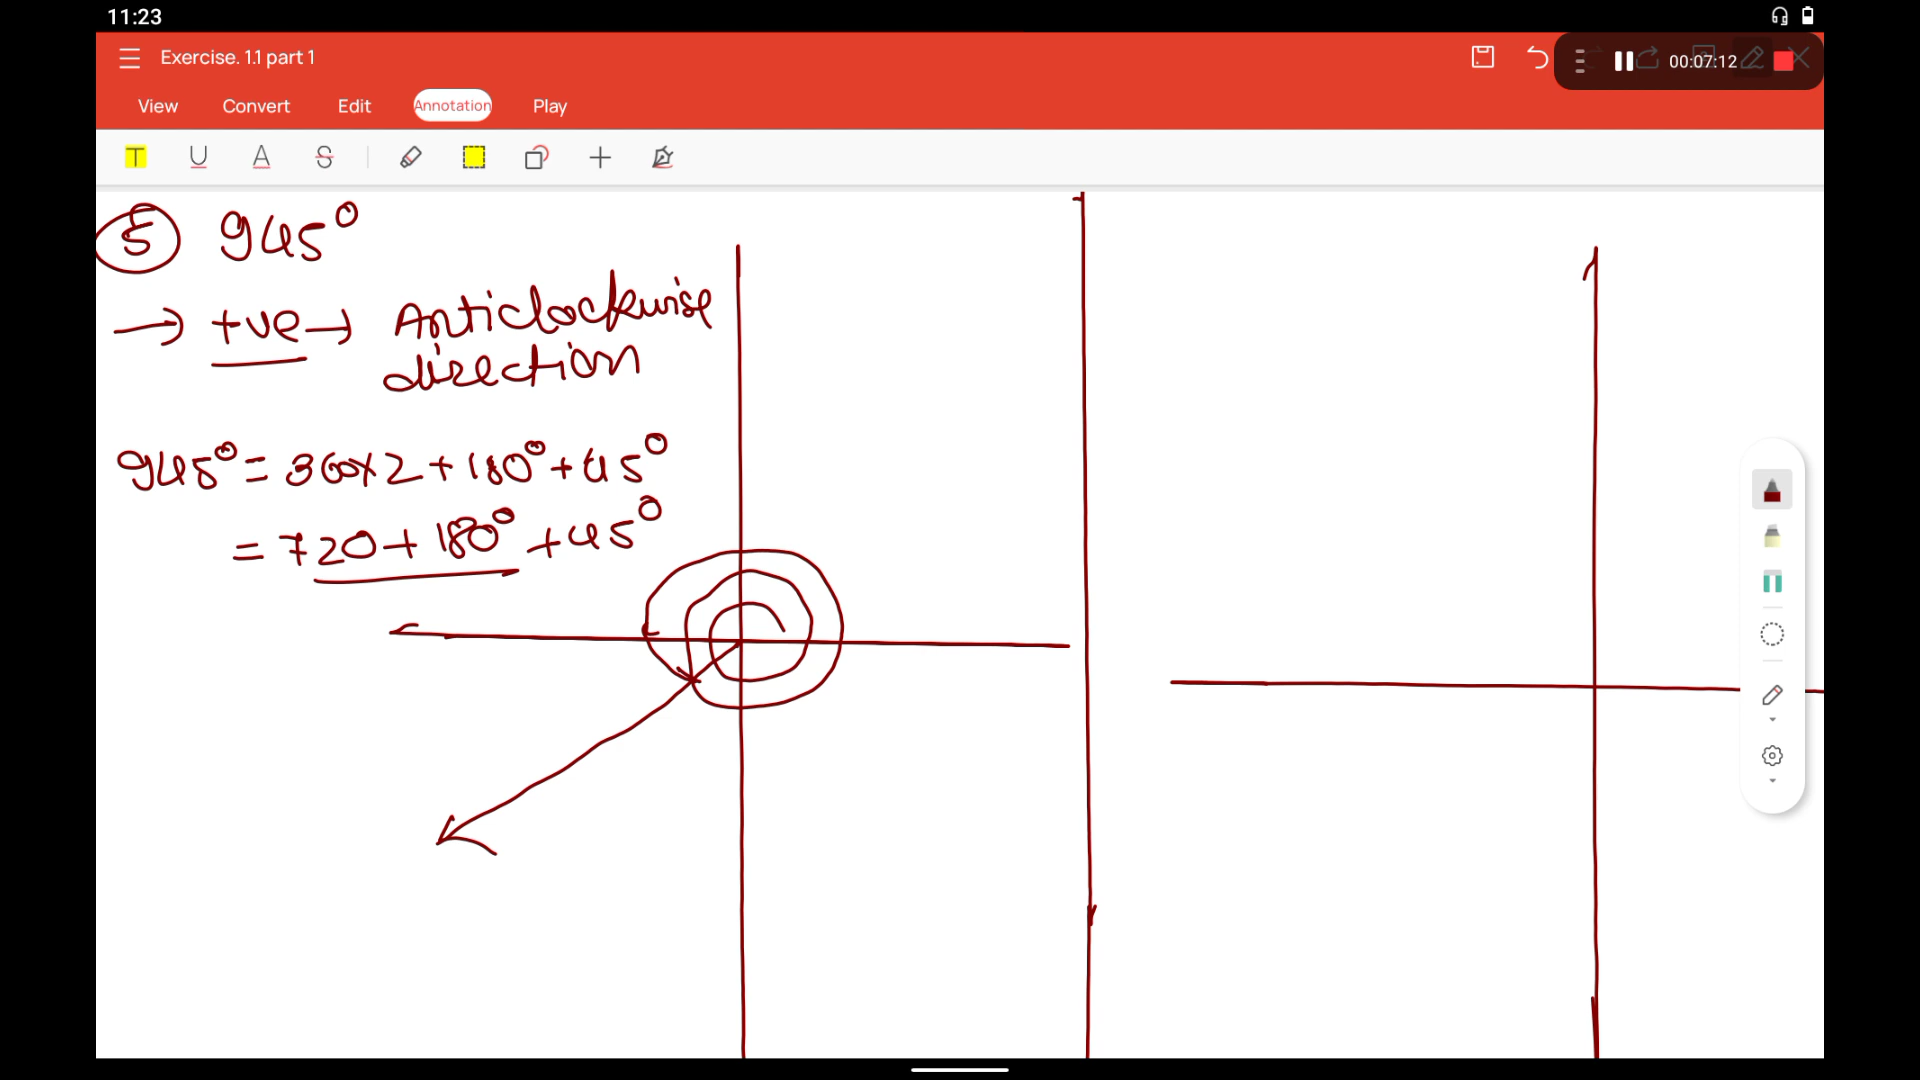 11:23
Exercise. 1.1 part 1
00:07:12
View Convert Edit Annotation Play
T U A S
5 945°
→ +ve → Anticlockwise
direction
945° = 360×2 + 180° + 45°
= 720 + 180° + 45°